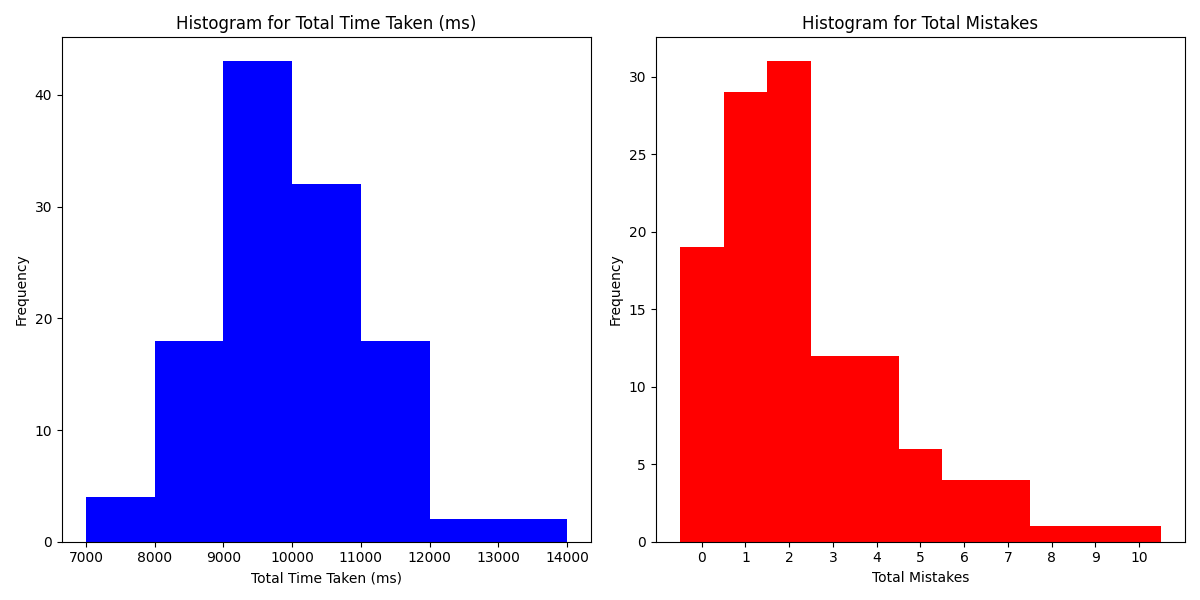 Histogram for Total Time Taken (ms)
Frequency
40
30
20
10
0
7000 8000 9000 10000 11000 12000 13000 14000
Total Time Taken (ms)
Histogram for Total Mistakes
Frequency
30
25
20
15
10
5
0
0 1 2 3 4 5 6 7 8 9 10
Total Mistakes